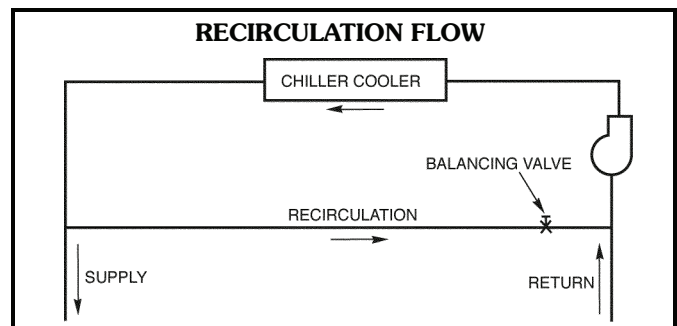 RECIRCULATION FLOW
CHILLER COOLER
BALANCING VALVE
RECIRCULATION
SUPPLY
RETURN